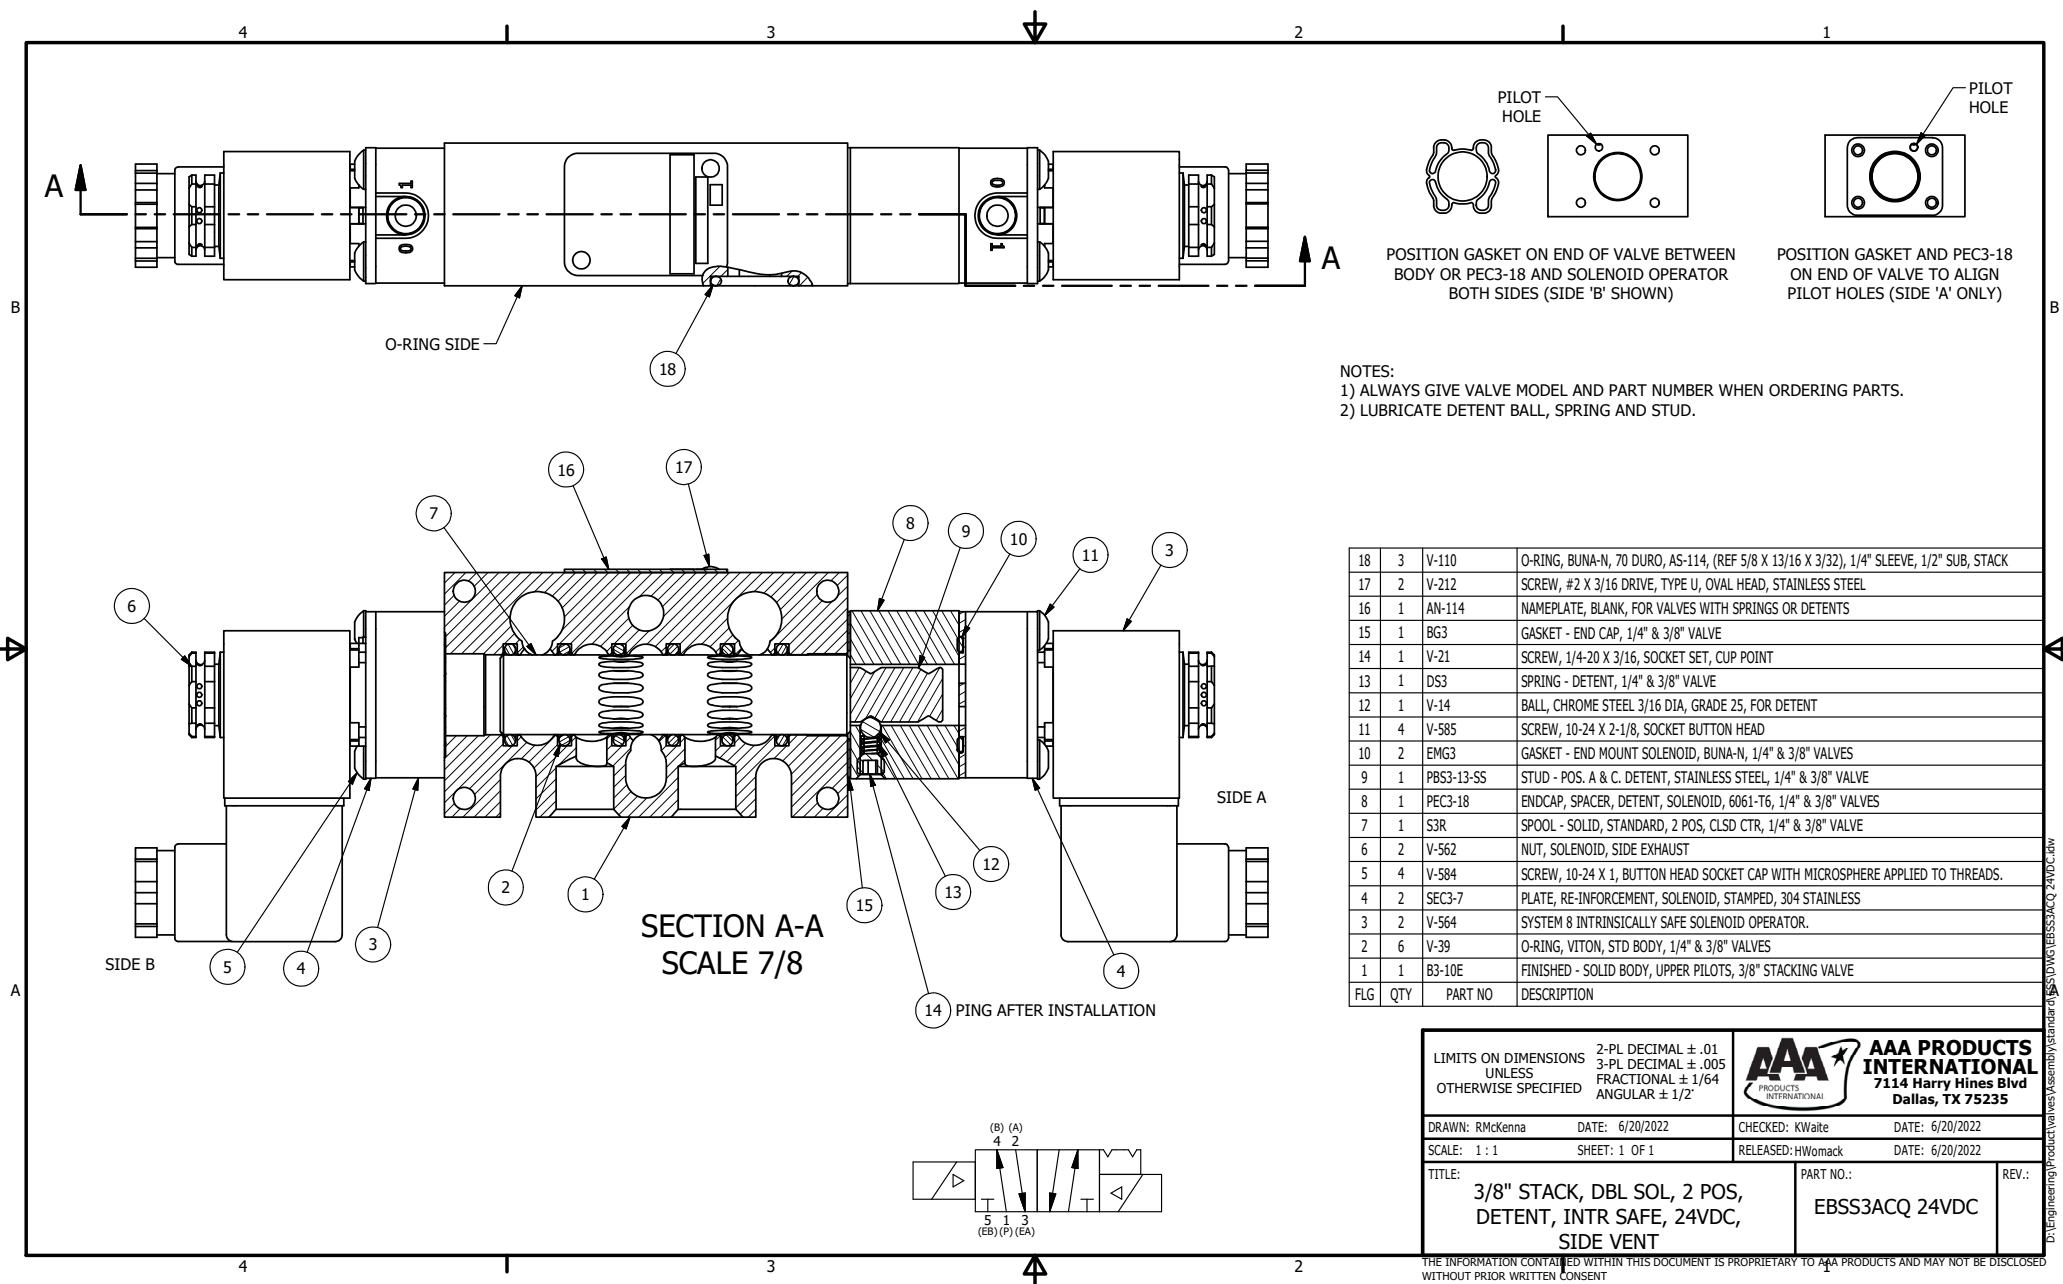 4 3 2 1
PILOT
HOLE
PILOT
HOLE
A
1
0
0
1
A
POSITION GASKET ON END OF VALVE BETWEEN
BODY OR PEC3-18 AND SOLENOID OPERATOR
BOTH SIDES (SIDE 'B' SHOWN)
POSITION GASKET AND PEC3-18
ON END OF VALVE TO ALIGN
PILOT HOLES (SIDE 'A' ONLY)
B
B
O-RING SIDE
18
NOTES:
1) ALWAYS GIVE VALVE MODEL AND PART NUMBER WHEN ORDERING PARTS.
2) LUBRICATE DETENT BALL, SPRING AND STUD.
16
17
7
8
9
10
11
3
6
SIDE A
2
1
12
13
15
SECTION A-A
SCALE 7/8
SIDE B
5
4
3
4
14 PING AFTER INSTALLATION
18 3 V-110 O-RING, BUNA-N, 70 DURO, AS-114, (REF 5/8 X 13/16 X 3/32), 1/4" SLEEVE, 1/2" SUB, STACK
17 2 V-212 SCREW, #2 X 3/16 DRIVE, TYPE U, OVAL HEAD, STAINLESS STEEL
16 1 AN-114 NAMEPLATE, BLANK, FOR VALVES WITH SPRINGS OR DETENTS
15 1 BG3 GASKET - END CAP, 1/4" & 3/8" VALVE
14 1 V-21 SCREW, 1/4-20 X 3/16, SOCKET SET, CUP POINT
13 1 DS3 SPRING - DETENT, 1/4" & 3/8" VALVE
12 1 V-14 BALL, CHROME STEEL 3/16 DIA, GRADE 25, FOR DETENT
11 4 V-585 SCREW, 10-24 X 2-1/8, SOCKET BUTTON HEAD
10 2 EMG3 GASKET - END MOUNT SOLENOID, BUNA-N, 1/4" & 3/8" VALVES
9 1 PBS3-13-SS STUD - POS. A & C. DETENT, STAINLESS STEEL, 1/4" & 3/8" VALVE
8 1 PEC3-18 ENDCAP, SPACER, DETENT, SOLENOID, 6061-T6, 1/4" & 3/8" VALVES
7 1 S3R SPOOL - SOLID, STANDARD, 2 POS, CLSD CTR, 1/4" & 3/8" VALVE
6 2 V-562 NUT, SOLENOID, SIDE EXHAUST
5 4 V-584 SCREW, 10-24 X 1, BUTTON HEAD SOCKET CAP WITH MICROSPHERE APPLIED TO THREADS.
4 2 SEC3-7 PLATE, RE-INFORCEMENT, SOLENOID, STAMPED, 304 STAINLESS
3 2 V-564 SYSTEM 8 INTRINSICALLY SAFE SOLENOID OPERATOR.
2 6 V-39 O-RING, VITON, STD BODY, 1/4" & 3/8" VALVES
1 1 B3-10E FINISHED - SOLID BODY, UPPER PILOTS, 3/8" STACKING VALVE
FLG QTY PART NO DESCRIPTION
A
A
D:\Engineering\Product\valves\Assembly\standard\ESS\DWG\EBSS3ACQ 24VDC.idw
LIMITS ON DIMENSIONS
UNLESS
OTHERWISE SPECIFIED
2-PL DECIMAL ± .01
3-PL DECIMAL ± .005
FRACTIONAL ± 1/64
ANGULAR ± 1/2°
AAA
PRODUCTS
INTERNATIONAL
AAA PRODUCTS
INTERNATIONAL
7114 Harry Hines Blvd
Dallas, TX 75235
DRAWN: RMcKenna DATE: 6/20/2022 CHECKED: KWaite DATE: 6/20/2022
SCALE: 1 : 1 SHEET: 1 OF 1 RELEASED: HWomack DATE: 6/20/2022
TITLE:
3/8" STACK, DBL SOL, 2 POS,
DETENT, INTR SAFE, 24VDC,
SIDE VENT
PART NO.:
EBSS3ACQ 24VDC
REV.:
(B) (A)
4 2
5 1 3
(EB) (P) (EA)
4 3 2 1
THE INFORMATION CONTAINED WITHIN THIS DOCUMENT IS PROPRIETARY TO AAA PRODUCTS AND MAY NOT BE DISCLOSED
WITHOUT PRIOR WRITTEN CONSENT